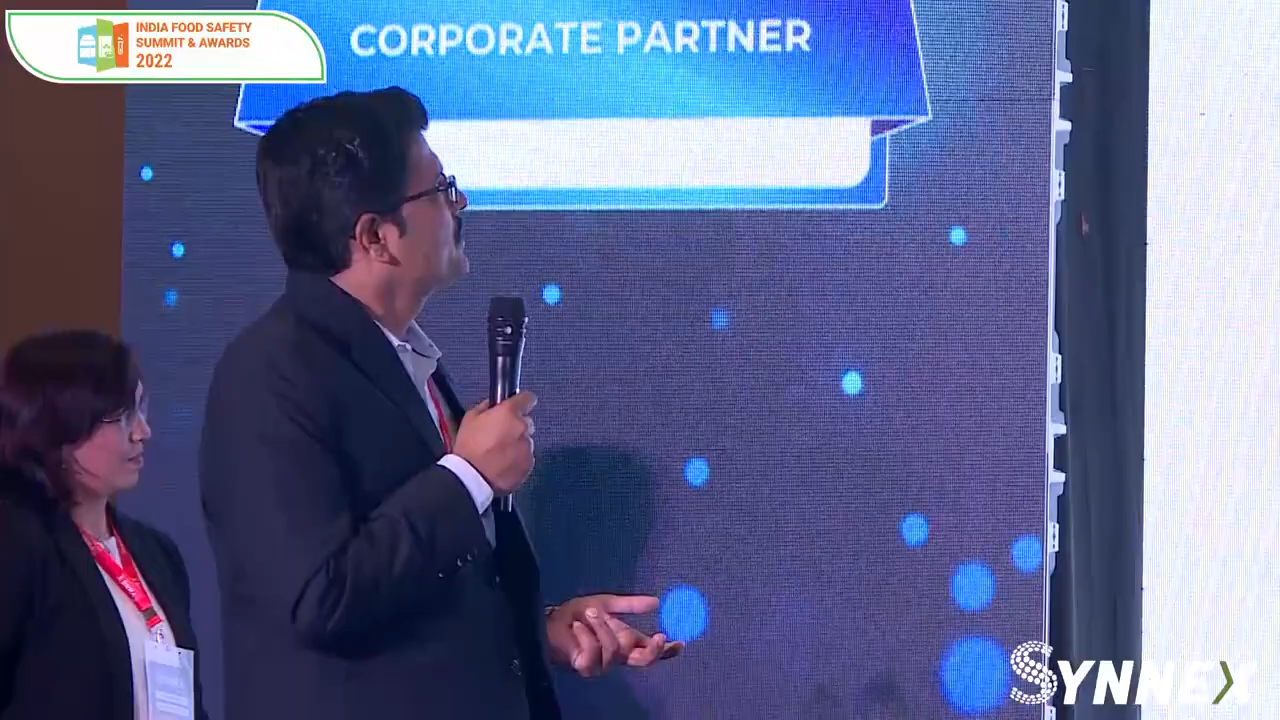 INDIA FOOD SAFETY
SUMMIT & AWARDS
2022
CORPORATE PARTNER
SYNNEX